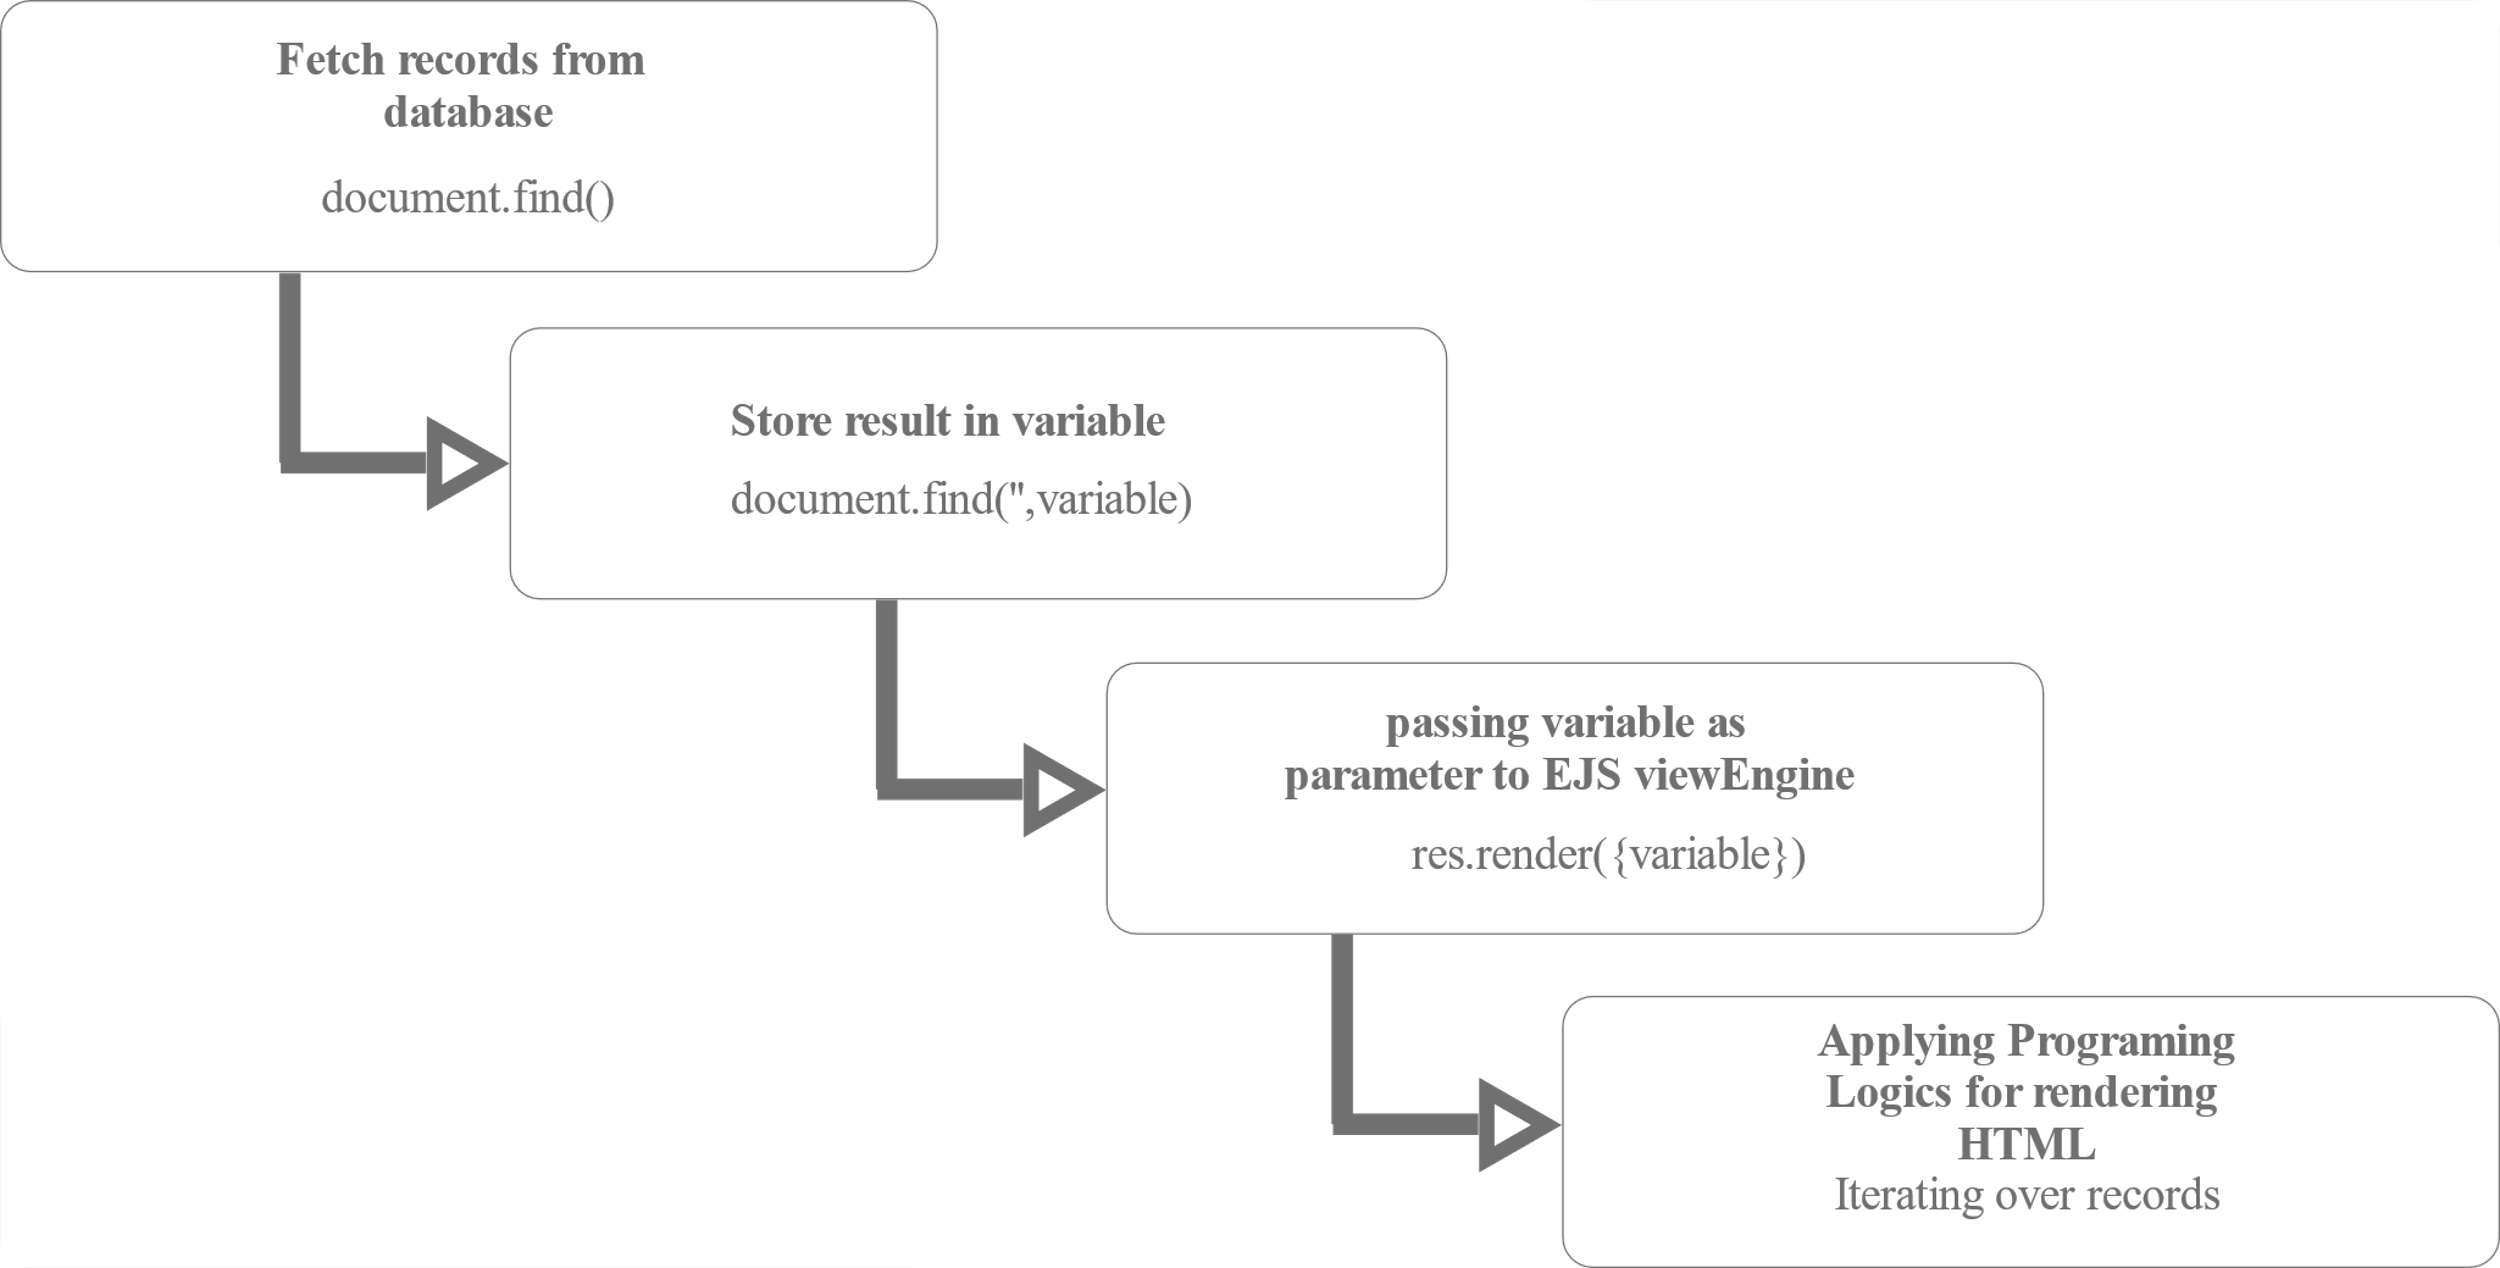 Fetch records from
database
document.find()
Store result in variable
document.find('',variable)
passing variable as
parameter to EJS viewEngine
res.render({variable})
Applying Programing
Logics for rendering
HTML
Iterating over records